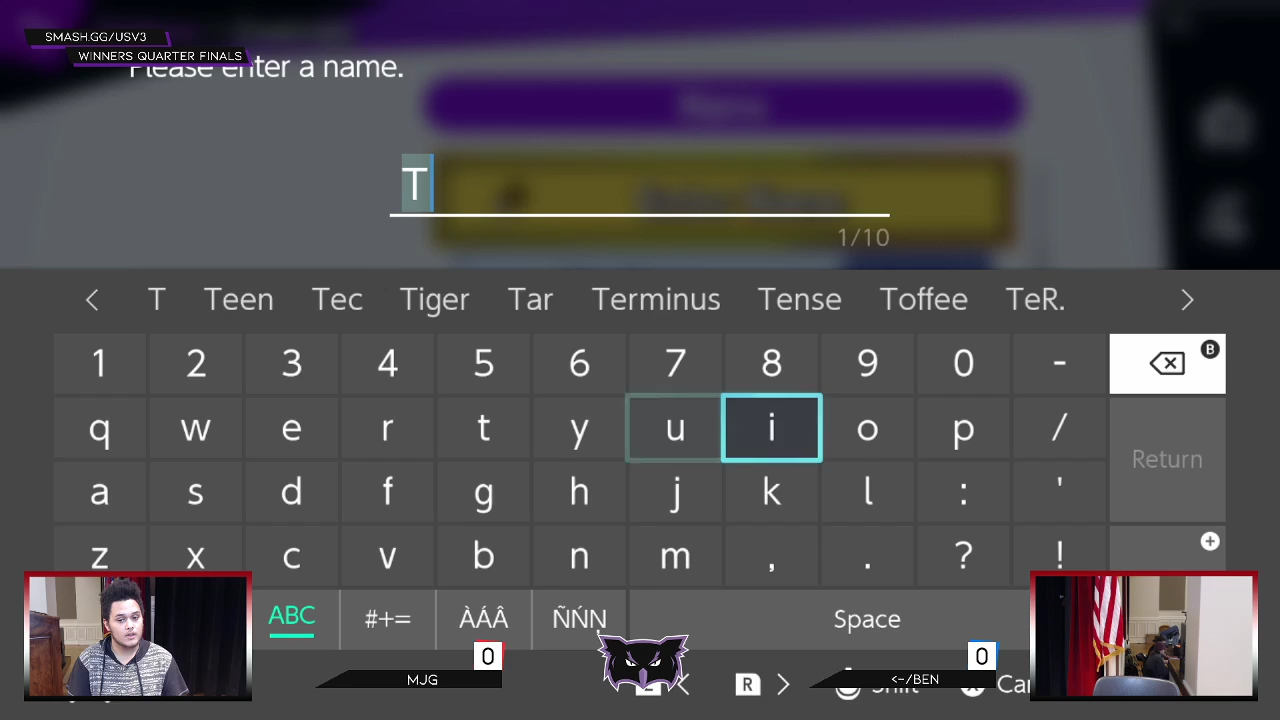 SMASH.GG/USV3
WINNERS QUARTER FINALS
Please enter a name.
T
1/10
T Teen Tec Tiger Tar Terminus Tense Toffee TeR.
1 2 3 4 5 6 7 8 9 0 - B
q w e r t y u i o p / Return
a s d f g h j k l : '
z x c v b n m , . ? ! +
ABC #+= ÀÁÂ ÑŃN Space
0 0
MJG R <-/BEN